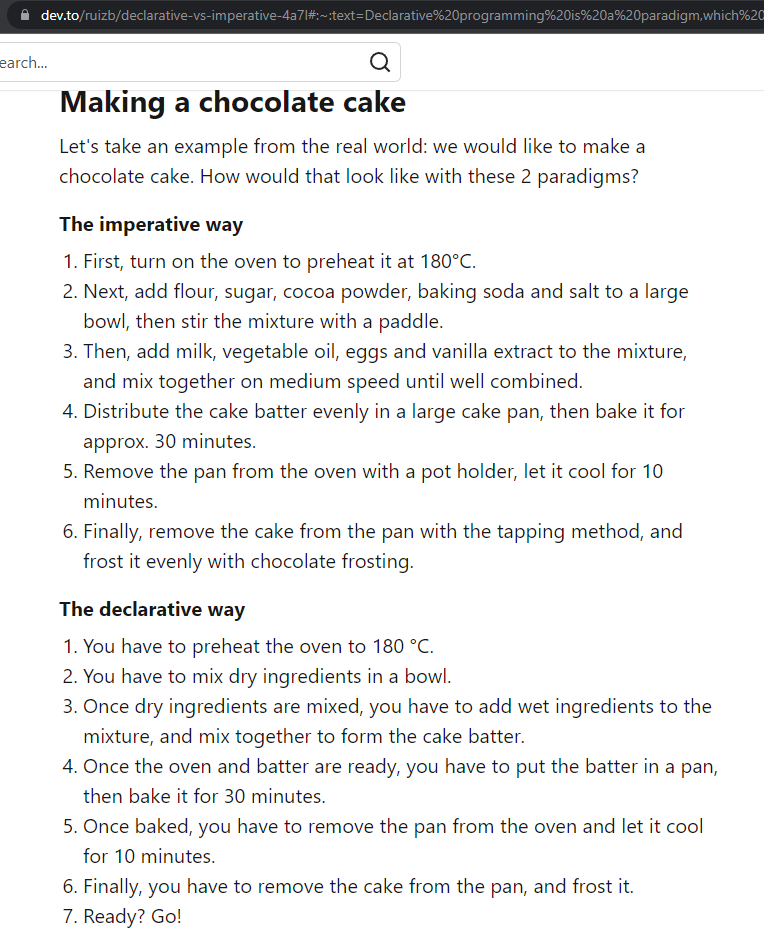 dev.to/ruizb/declarative-vs-imperative-4a7l#:~:text=Declarative%20programming%20is%20a%20paradigm,which%20
earch...
Making a chocolate cake
Let's take an example from the real world: we would like to make a
chocolate cake. How would that look like with these 2 paradigms?
The imperative way
1. First, turn on the oven to preheat it at 180°C.
2. Next, add flour, sugar, cocoa powder, baking soda and salt to a large
bowl, then stir the mixture with a paddle.
3. Then, add milk, vegetable oil, eggs and vanilla extract to the mixture,
and mix together on medium speed until well combined.
4. Distribute the cake batter evenly in a large cake pan, then bake it for
approx. 30 minutes.
5. Remove the pan from the oven with a pot holder, let it cool for 10
minutes.
6. Finally, remove the cake from the pan with the tapping method, and
frost it evenly with chocolate frosting.
The declarative way
1. You have to preheat the oven to 180 °C.
2. You have to mix dry ingredients in a bowl.
3. Once dry ingredients are mixed, you have to add wet ingredients to the
mixture, and mix together to form the cake batter.
4. Once the oven and batter are ready, you have to put the batter in a pan,
then bake it for 30 minutes.
5. Once baked, you have to remove the pan from the oven and let it cool
for 10 minutes.
6. Finally, you have to remove the cake from the pan, and frost it.
7. Ready? Go!